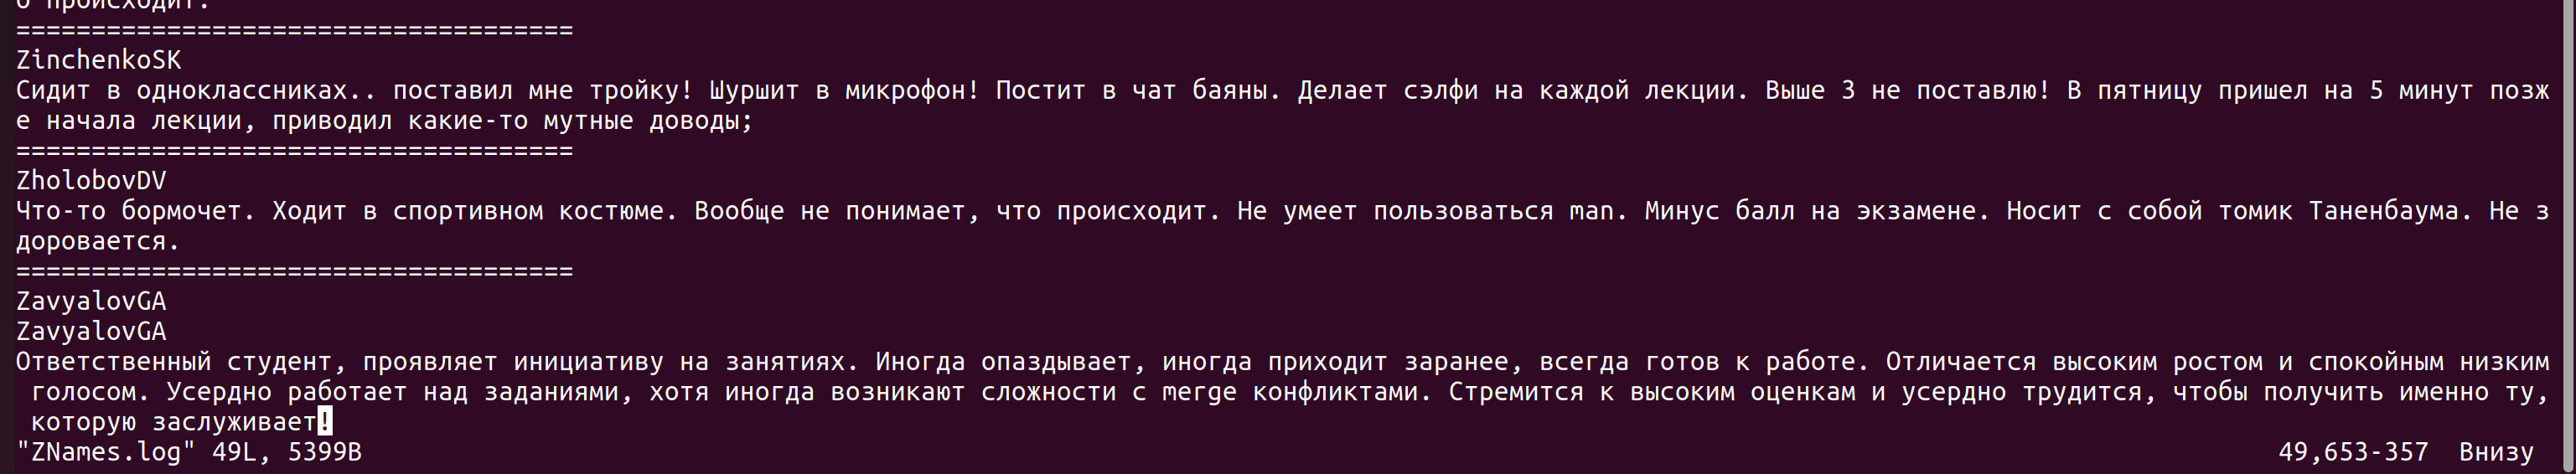 о происходит.
=====================================
ZinchenkoSK
Сидит в одноклассниках.. поставил мне тройку! Шуршит в микрофон! Постит в чат баяны. Делает сэлфи на каждой лекции. Выше 3 не поставлю! В пятницу пришел на 5 минут позж
е начала лекции, приводил какие-то мутные доводы;
=====================================
ZholobovDV
Что-то бормочет. Ходит в спортивном костюме. Вообще не понимает, что происходит. Не умеет пользоваться man. Минус балл на экзамене. Носит с собой томик Таненбаума. Не з
доровается.
=====================================
ZavyalovGA
ZavyalovGA
Ответственный студент, проявляет инициативу на занятиях. Иногда опаздывает, иногда приходит заранее, всегда готов к работе. Отличается высоким ростом и спокойным низким
голосом. Усердно работает над заданиями, хотя иногда возникают сложности с merge конфликтами. Стремится к высоким оценкам и усердно трудится, чтобы получить именно ту,
которую заслуживает!
"ZNames.log" 49L, 5399B 49,653-357 Внизу